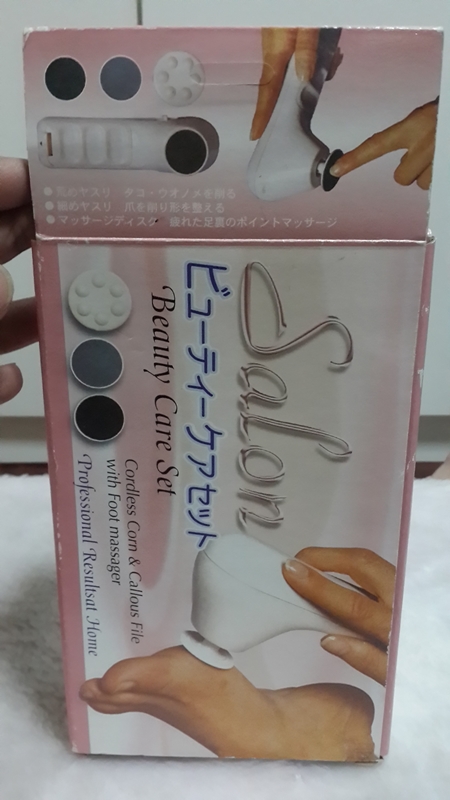 ●荒めヤスリ タコ・ウオノメを削る
●細めヤスリ 爪を削り形を整える
●マッサージディスク 疲れた足裏のポイントマッサージ
Salon
ビューティーケアセット
Beauty Care Set
Cordless Corn & Callous File
with Foot massager
Professional Resultsat Home